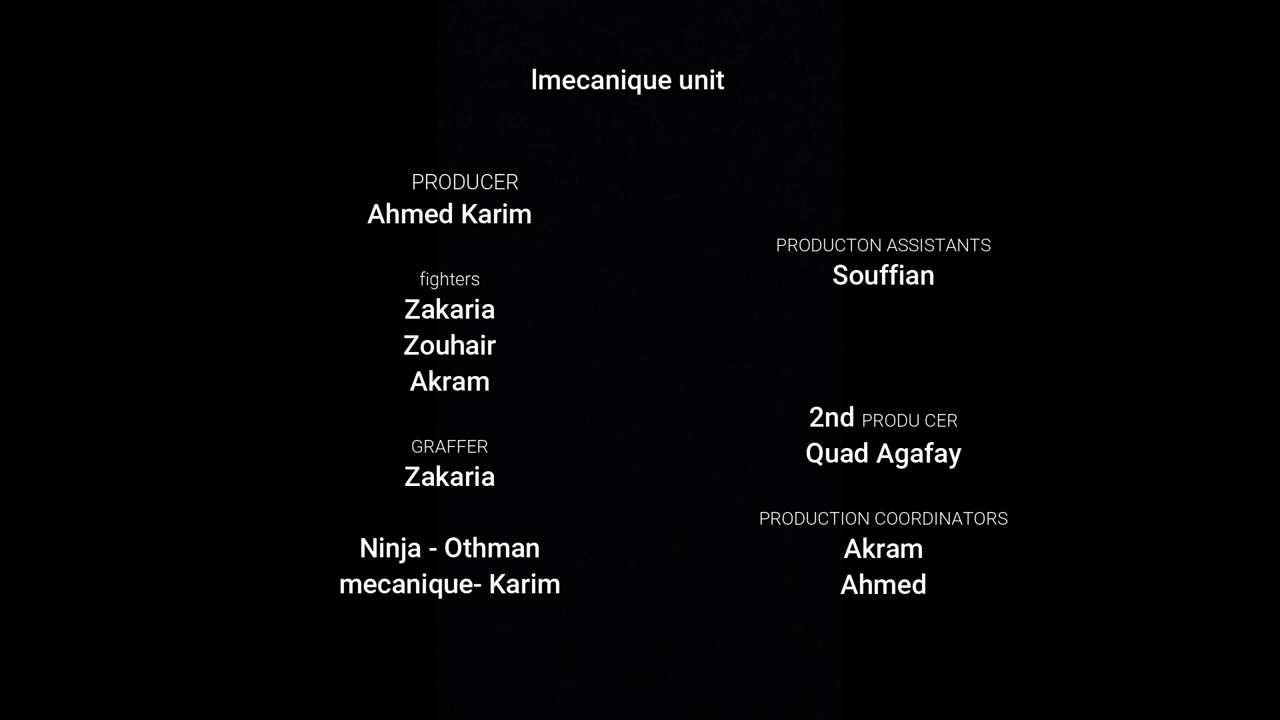 lmecanique unit
PRODUCER
Ahmed Karim
fighters
Zakaria
Zouhair
Akram
GRAFFER
Zakaria
Ninja - Othman
mecanique- Karim
PRODUCTON ASSISTANTS
Souffian
2nd PRODU CER
Quad Agafay
PRODUCTION COORDINATORS
Akram
Ahmed